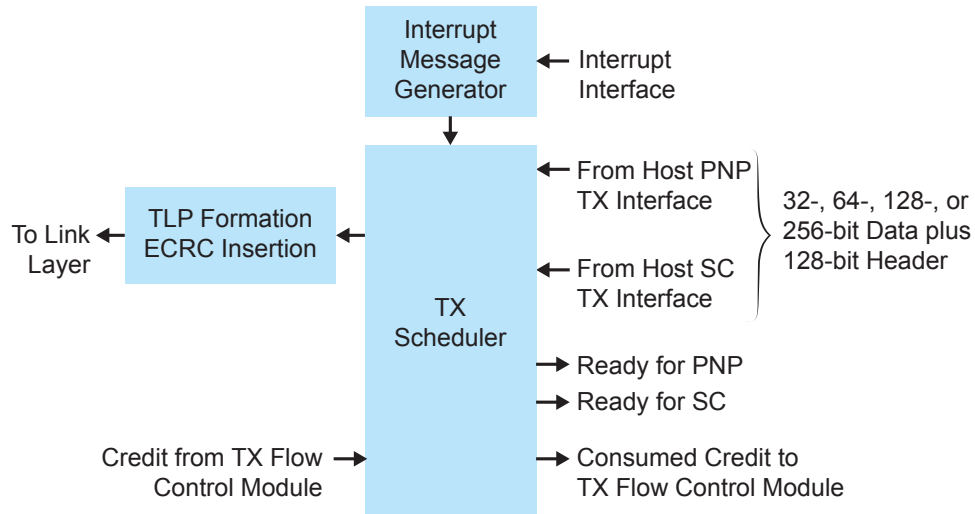 Interrupt
Message
Generator
Interrupt
Interface
From Host PNP
TX Interface
32-, 64-, 128-, or
256-bit Data plus
128-bit Header
TLP Formation
ECRC Insertion
To Link
Layer
From Host SC
TX Interface
TX
Scheduler
Ready for PNP
Ready for SC
Credit from TX Flow
Control Module
Consumed Credit to
TX Flow Control Module